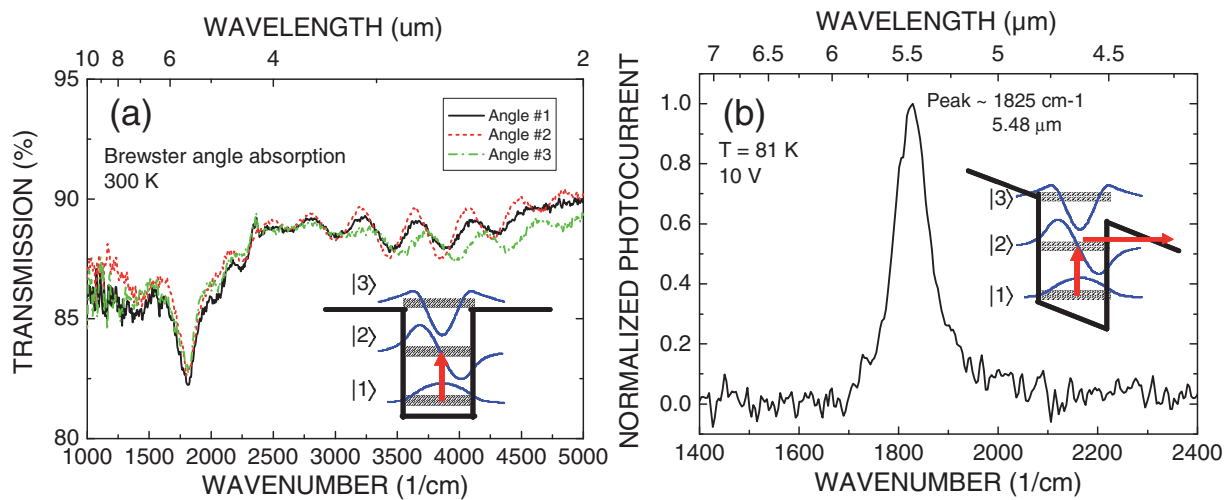 WAVELENGTH (um)
10 8 6 4 2
TRANSMISSION (%)
95
90
85
80
(a)
Brewster angle absorption
300 K
Angle #1
Angle #2
Angle #3
|3⟩
|2⟩
|1⟩
1000 1500 2000 2500 3000 3500 4000 4500 5000
WAVENUMBER (1/cm)
WAVELENGTH (μm)
7 6.5 6 5.5 5 4.5
NORMALIZED PHOTOCURRENT
1.0
0.8
0.6
0.4
0.2
0.0
(b)
Peak ~ 1825 cm-1
5.48 μm
T = 81 K
10 V
|3⟩
|2⟩
|1⟩
1400 1600 1800 2000 2200 2400
WAVENUMBER (1/cm)